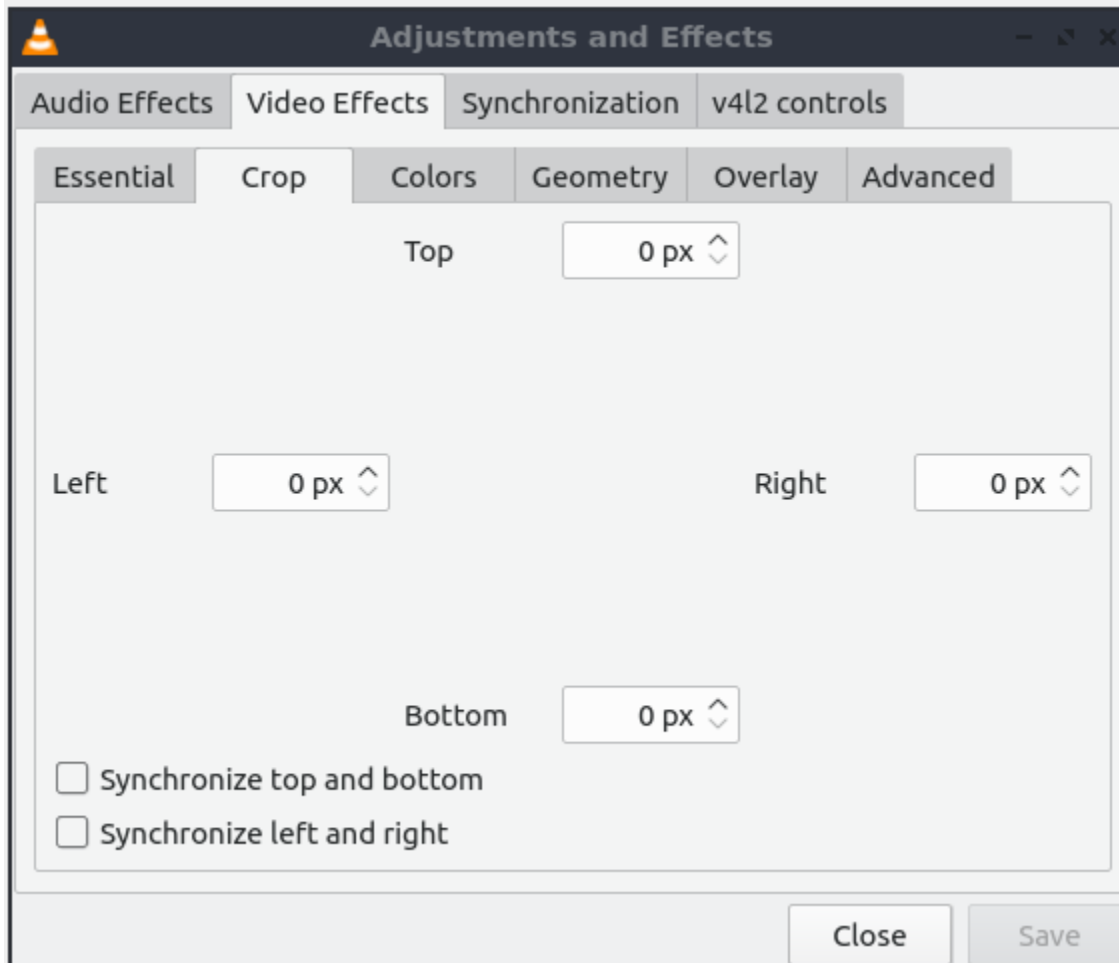 Adjustments and Effects
Audio Effects Video Effects Synchronization v4l2 controls
Essential Crop Colors Geometry Overlay Advanced
Top 0 px
Left 0 px Right 0 px
Bottom 0 px
Synchronize top and bottom
Synchronize left and right
Close Save